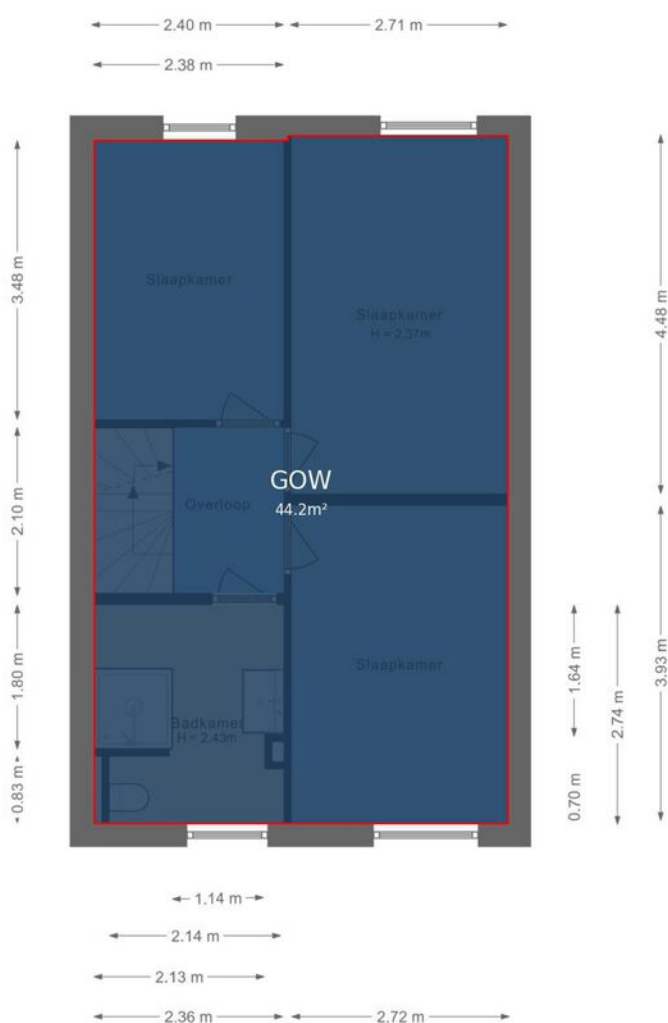 2.40 m
2.71 m
2.38 m
3.48 m
4.48 m
Slaapkamer
Slaapkamer
H = 2.37m
GOW
44.2m²
2.10 m
Overloop
1.80 m
1.64 m
2.74 m
3.93 m
Slaapkamer
Badkamer
H = 2.43m
0.83 m
0.70 m
1.14 m
2.14 m
2.13 m
2.36 m
2.72 m